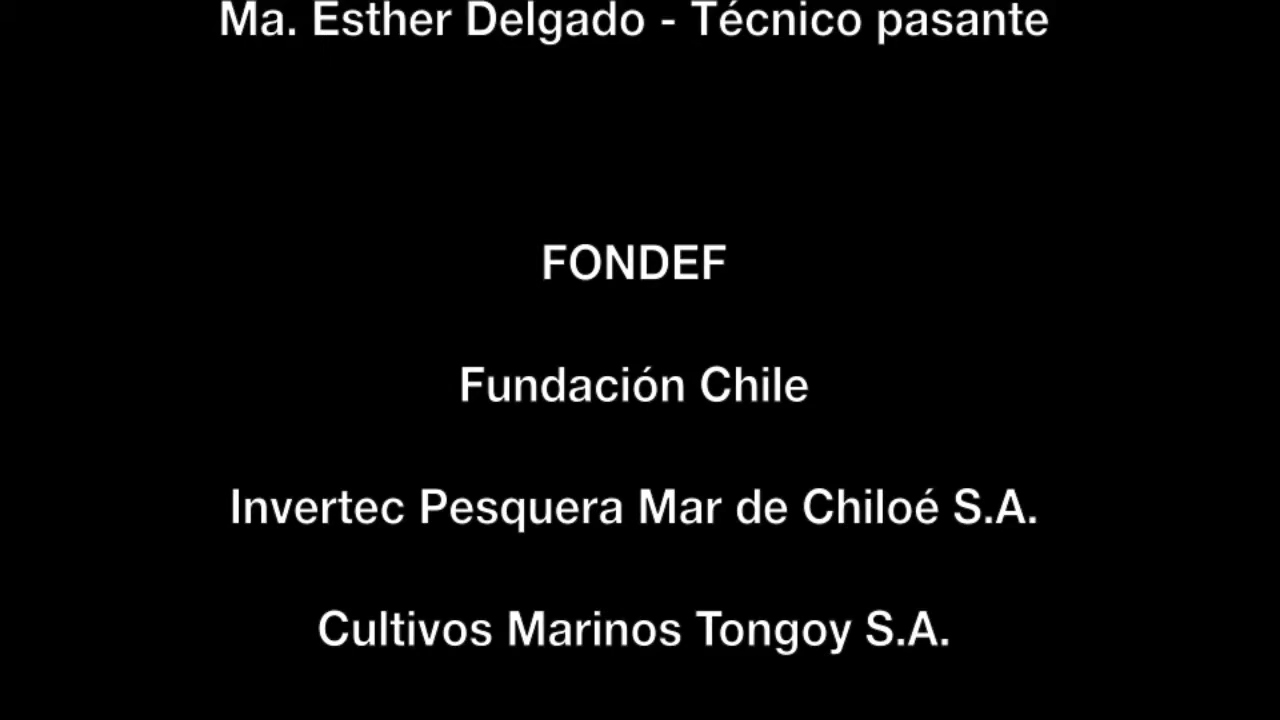 Ma. Esther Delgado - Técnico pasante
FONDEF
Fundación Chile
Invertec Pesquera Mar de Chiloé S.A.
Cultivos Marinos Tongoy S.A.